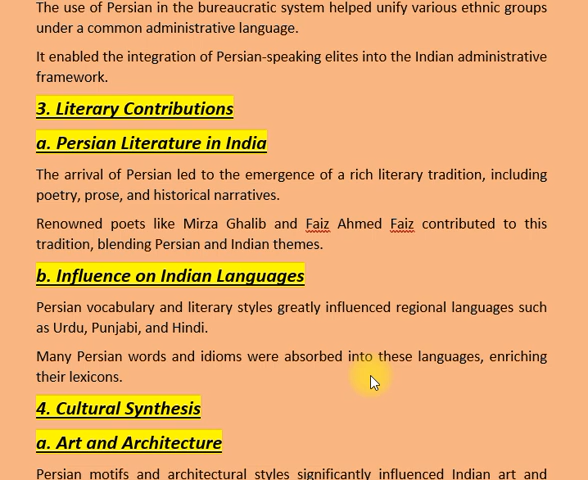 The use of Persian in the bureaucratic system helped unify various ethnic groups
under a common administrative language.
It enabled the integration of Persian-speaking elites into the Indian administrative
framework.
3. Literary Contributions
a. Persian Literature in India
The arrival of Persian led to the emergence of a rich literary tradition, including
poetry, prose, and historical narratives.
Renowned poets like Mirza Ghalib and Faiz Ahmed Faiz contributed to this
tradition, blending Persian and Indian themes.
b. Influence on Indian Languages
Persian vocabulary and literary styles greatly influenced regional languages such
as Urdu, Punjabi, and Hindi.
Many Persian words and idioms were absorbed into these languages, enriching
their lexicons.
4. Cultural Synthesis
a. Art and Architecture
Persian motifs and architectural styles significantly influenced Indian art and